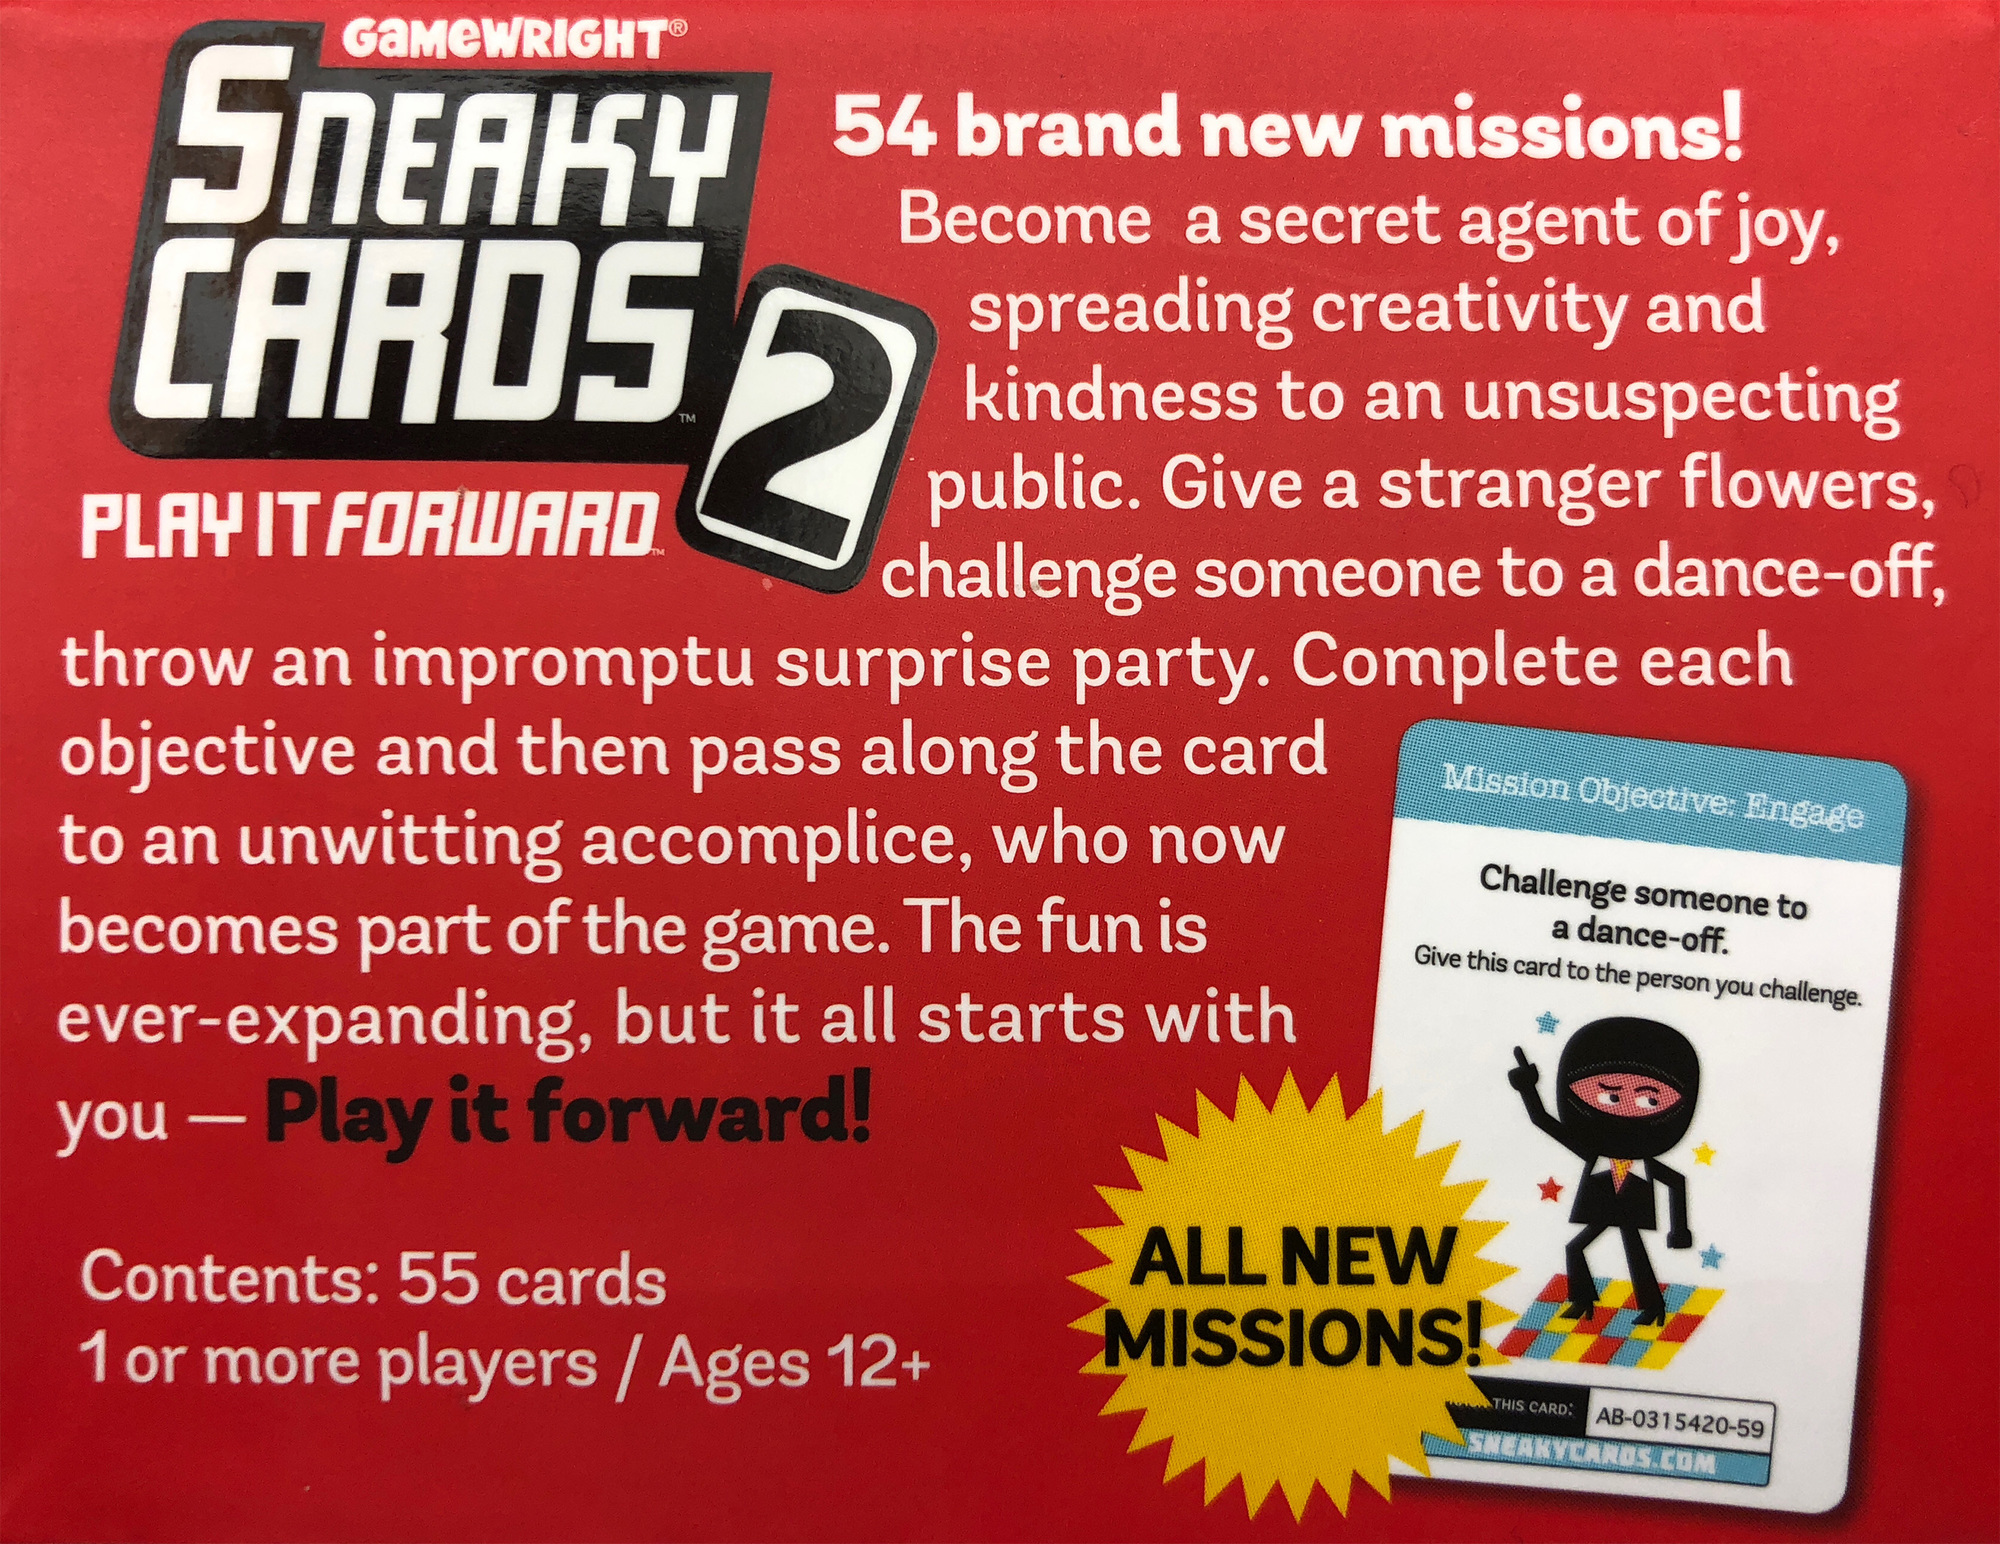 GAMEWRIGHT®
SNEAKY
CARDS™
2
PLAY IT FORWARD™
54 brand new missions!
Become a secret agent of joy,
spreading creativity and
kindness to an unsuspecting
public. Give a stranger flowers,
challenge someone to a dance-off,
throw an impromptu surprise party. Complete each
objective and then pass along the card
to an unwitting accomplice, who now
becomes part of the game. The fun is
ever-expanding, but it all starts with
you — Play it forward!
Contents: 55 cards
1 or more players / Ages 12+
ALL NEW
MISSIONS!
Mission Objective: Engage
Challenge someone to
a dance-off.
Give this card to the person you challenge.
THIS CARD: AB-0315420-59
SNEAKYCARDS.COM